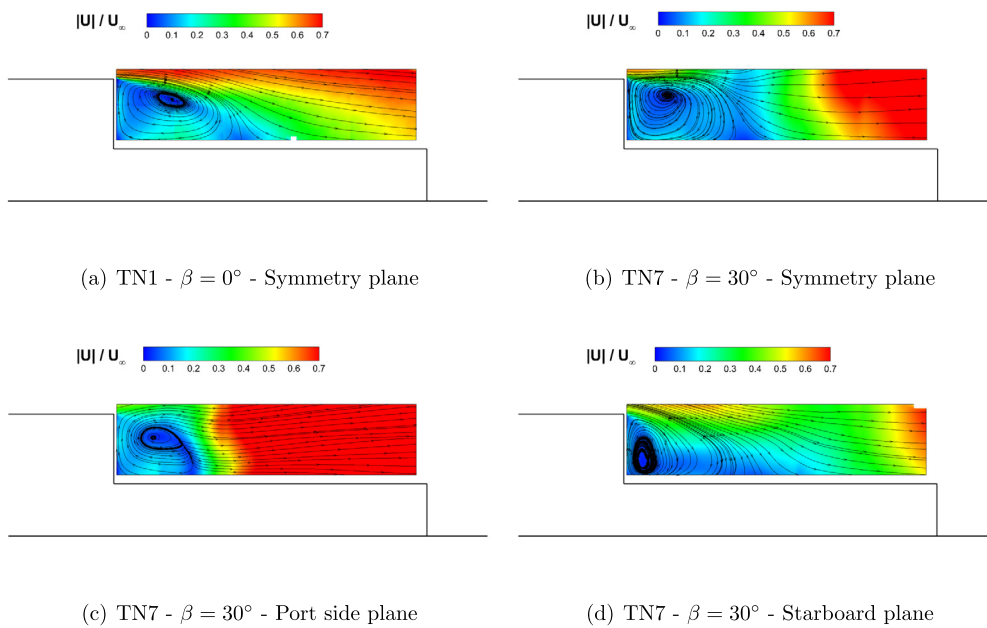 |U| / U∞
0 0.1 0.2 0.3 0.4 0.5 0.6 0.7
|U| / U∞
0 0.1 0.2 0.3 0.4 0.5 0.6 0.7
(a) TN1 - β = 0° - Symmetry plane
(b) TN7 - β = 30° - Symmetry plane
|U| / U∞
0 0.1 0.2 0.3 0.4 0.5 0.6 0.7
|U| / U∞
0 0.1 0.2 0.3 0.4 0.5 0.6 0.7
(c) TN7 - β = 30° - Port side plane
(d) TN7 - β = 30° - Starboard plane